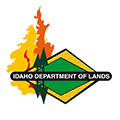 IDAHO DEPARTMENT OF LANDS